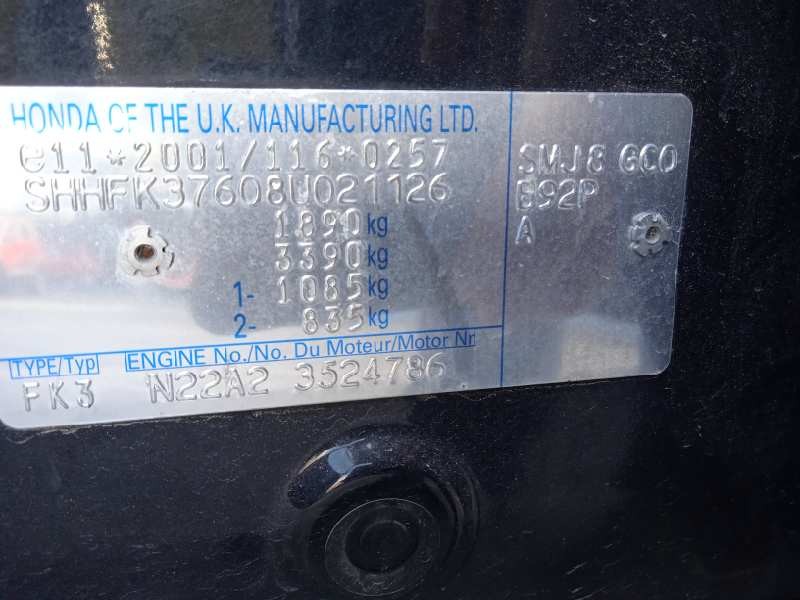 HONDA OF THE U.K. MANUFACTURING LTD.
e11*2001/116*0257
SHHFK37608U021126
1890 kg
3390 kg
1- 1085 kg
2- 835 kg
TYPE/Typ ENGINE No./No. Du Moteur/Motor Nr
FK3 N22A2 3524786
SMJ8 GCO
B92P
A